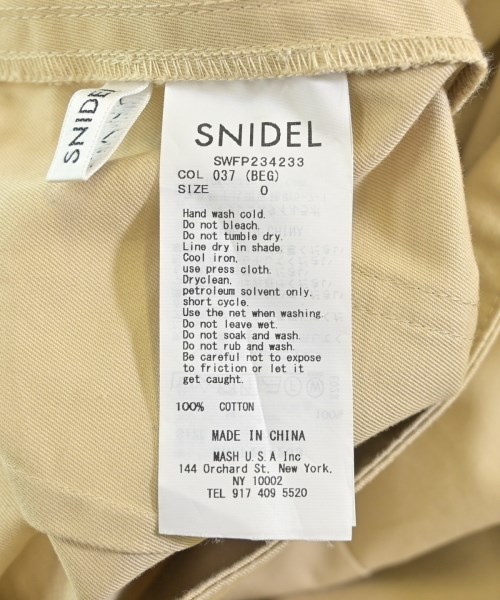 SNIDEL
SNIDEL
SWFP234233
COL 037 (BEG)
SIZE 0
Hand wash cold.
Do not bleach.
Do not tumble dry.
Line dry in shade.
Cool iron,
use press cloth.
Dryclean,
petroleum solvent only.
short cycle.
Use the net when washing.
Do not leave wet.
Do not soak and wash.
Do not rub and wash.
Be careful not to expose
to friction or let it
get caught.
100% COTTON
MADE IN CHINA
MASH U.S.A Inc
144 Orchard St. New York.
NY 10002
TEL 917 409 5520